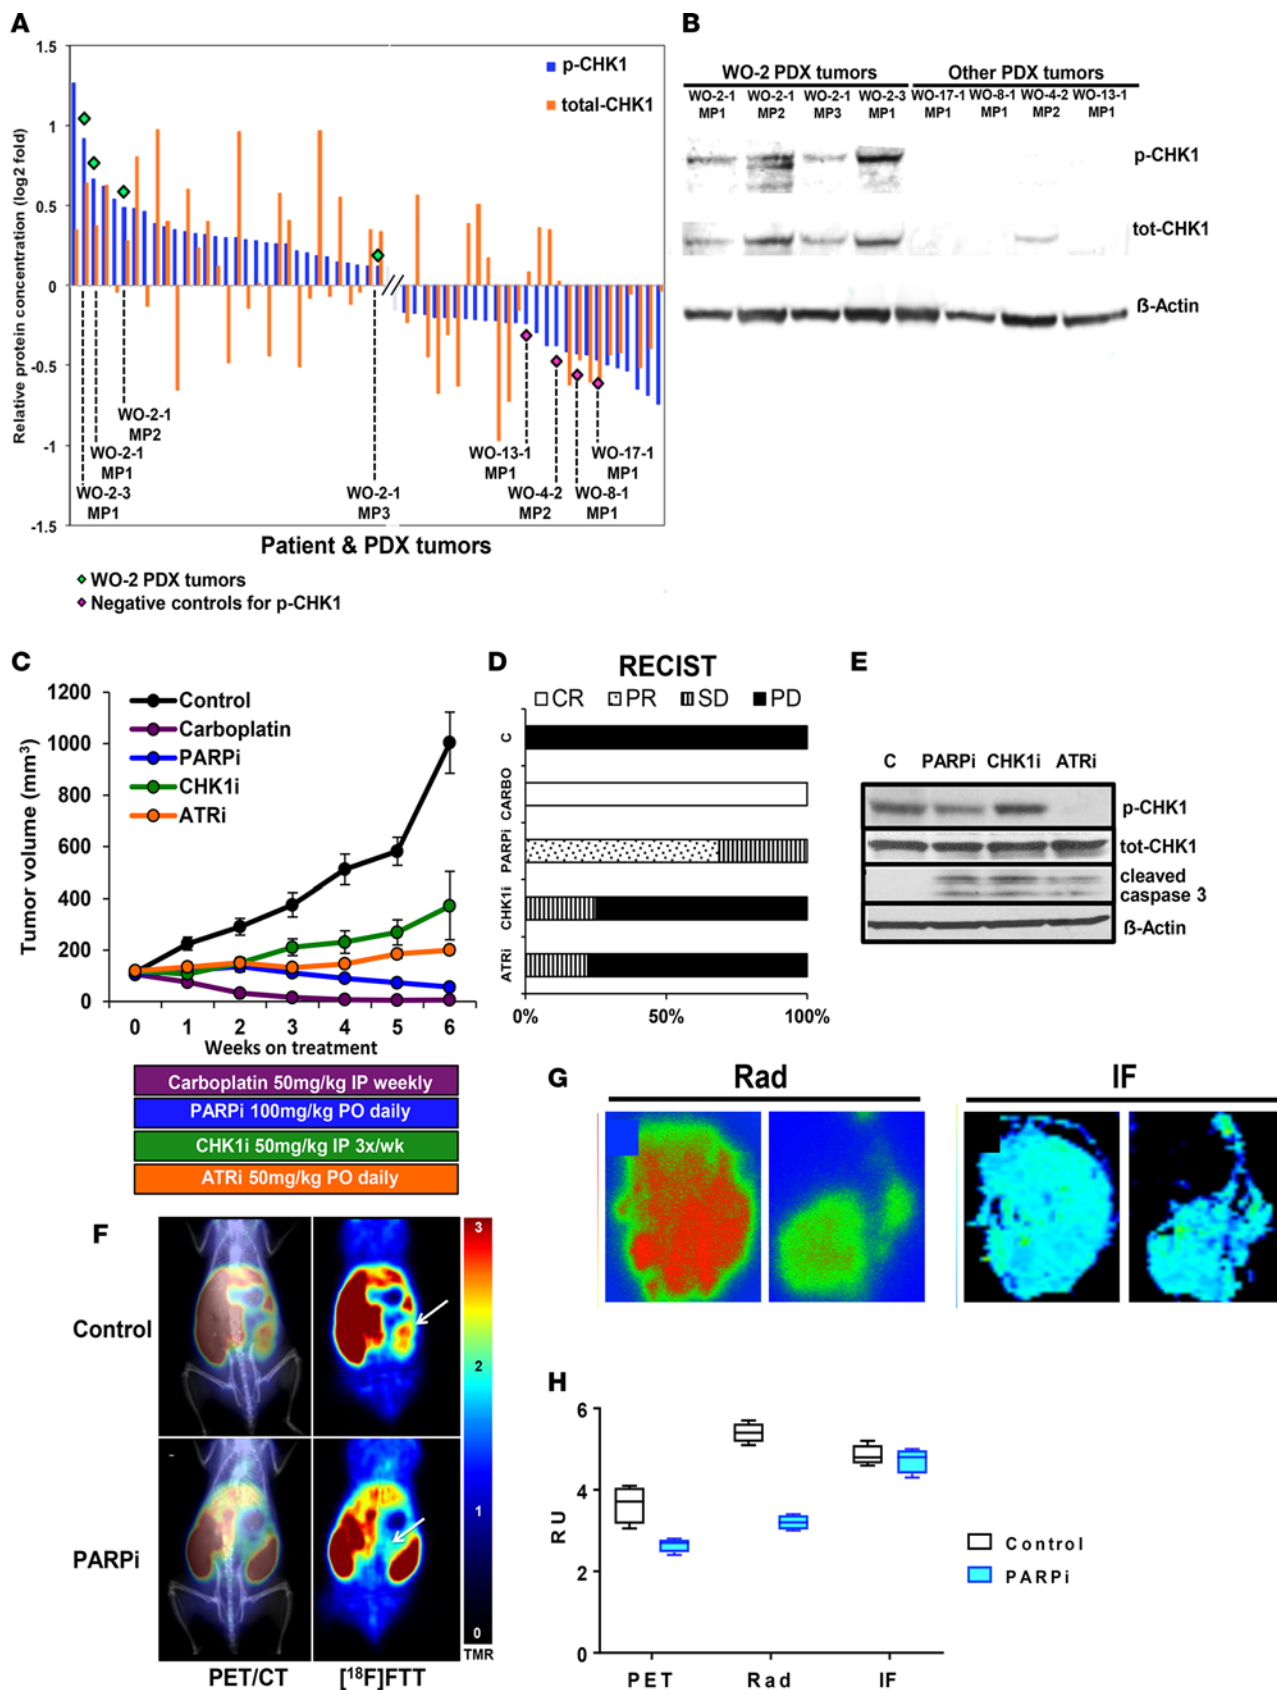 A
1.5
1
0.5
0
-0.5
-1
-1.5
Relative protein concentration (log2 fold)
p-CHK1
total-CHK1
WO-2-1
MP2
WO-2-1
MP1
WO-2-3
MP1
WO-2-1
MP3
WO-13-1
MP1
WO-17-1
MP1
WO-4-2
MP2
WO-8-1
MP1
Patient & PDX tumors
WO-2 PDX tumors
Negative controls for p-CHK1
B
WO-2 PDX tumors
Other PDX tumors
WO-2-1 WO-2-1 WO-2-1 WO-2-3 WO-17-1 WO-8-1 WO-4-2 WO-13-1
MP1 MP2 MP3 MP1 MP1 MP1 MP2 MP1
p-CHK1
tot-CHK1
ß-Actin
C
1200
1000
800
600
400
200
0
Tumor volume (mm³)
Control
Carboplatin
PARPi
CHK1i
ATRi
0 1 2 3 4 5 6
Weeks on treatment
Carboplatin 50mg/kg IP weekly
PARPi 100mg/kg PO daily
CHK1i 50mg/kg IP 3x/wk
ATRi 50mg/kg PO daily
D
RECIST
CR PR SD PD
C
CARBO
PARPi
CHK1i
ATRi
0% 50% 100%
E
C PARPi CHK1i ATRi
p-CHK1
tot-CHK1
cleaved
caspase 3
ß-Actin
F
Control
PARPi
3
2
1
0
TMR
PET/CT
[¹⁸F]FTT
G
Rad
IF
H
6
4
2
0
RU
PET Rad IF
Control
PARPi